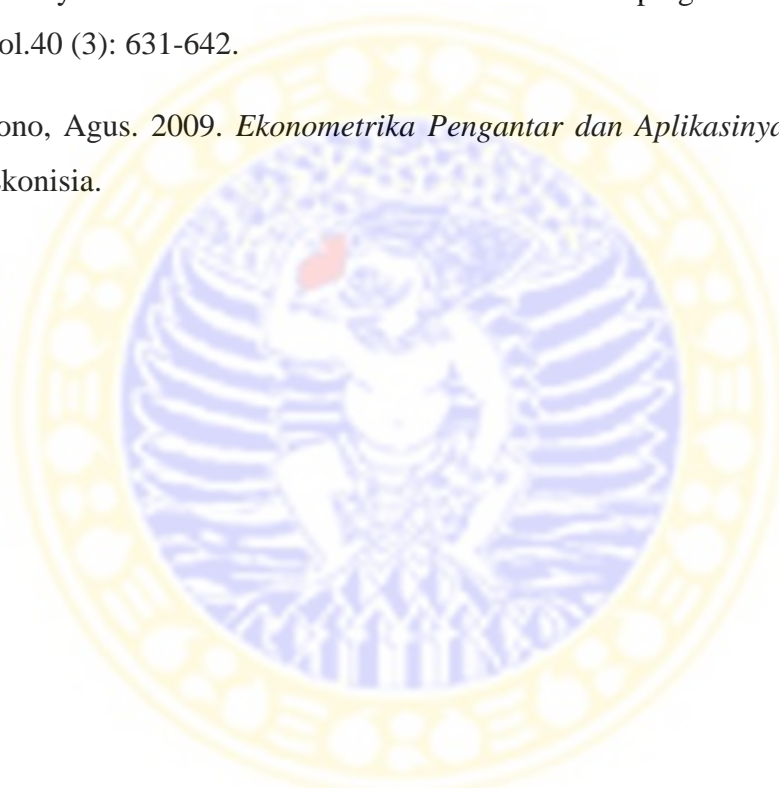 ol.40 (3): 631-642.
ono, Agus. 2009. Ekonometrika Pengantar dan Aplikasinya
konisia.